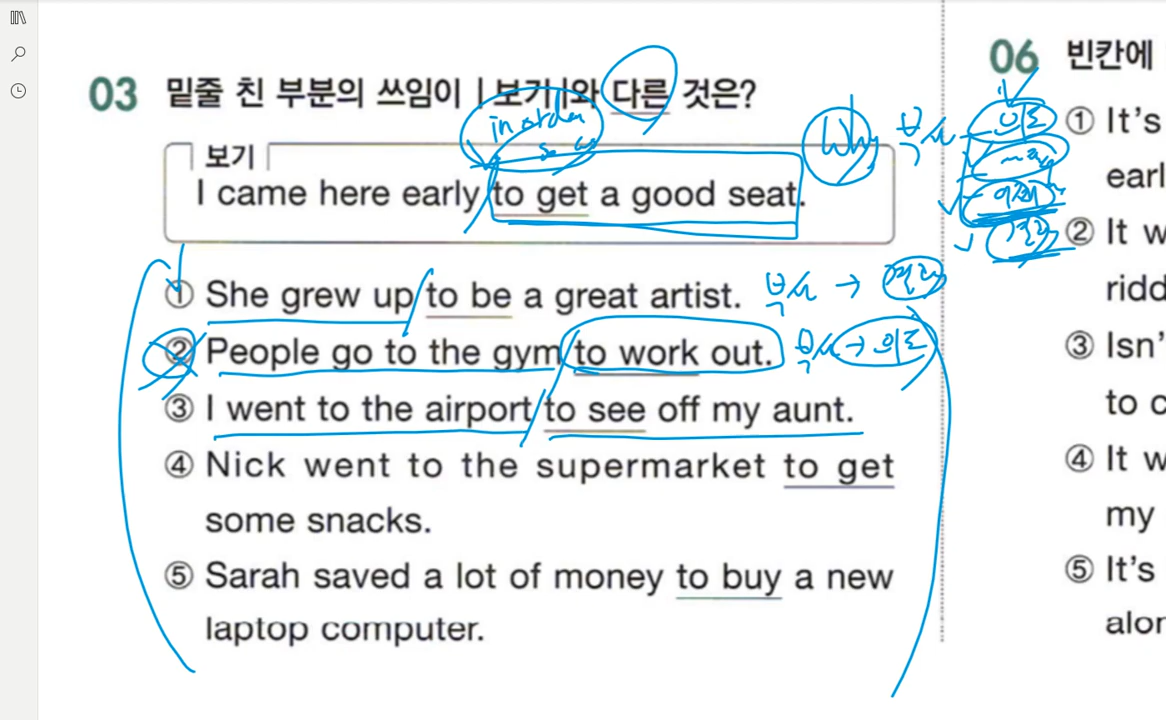 03 밑줄 친 부분의 쓰임이 |보기|와 다른 것은?
in order
so as
보기
Why
부사
의도
I came here early to get a good seat.
① She grew up to be a great artist.
부사 → 결과
② People go to the gym to work out.
부사 → 의도
③ I went to the airport to see off my aunt.
④ Nick went to the supermarket to get
some snacks.
⑤ Sarah saved a lot of money to buy a new
laptop computer.
06 빈칸에
① It's
earl
② It w
ridd
③ Isn'
to c
④ It w
my
⑤ It's
alor